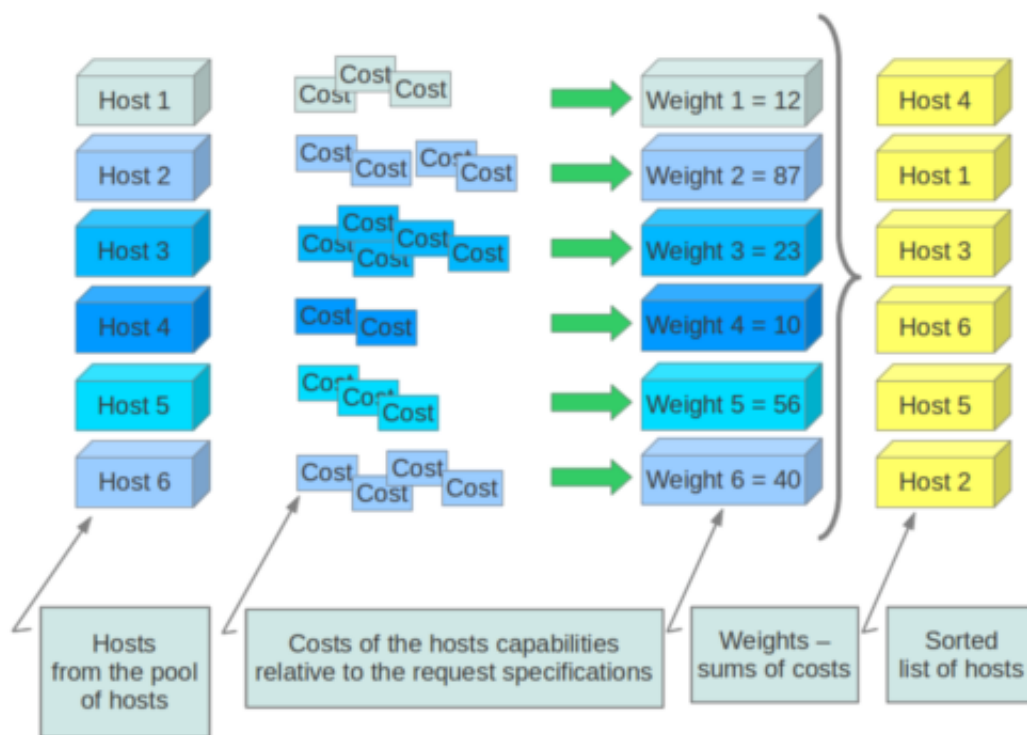 Host 1
Cost
Cost
Cost
Weight 1 = 12
Host 4
Host 2
Cost
Cost
Cost
Cost
Weight 2 = 87
Host 1
Host 3
Cost
Cost
Cost
Cost
Cost
Weight 3 = 23
Host 3
Host 4
Cost
Cost
Weight 4 = 10
Host 6
Host 5
Cost
Cost
Cost
Weight 5 = 56
Host 5
Host 6
Cost
Cost
Cost
Cost
Weight 6 = 40
Host 2
Hosts
from the pool
of hosts
Costs of the hosts capabilities
relative to the request specifications
Weights –
sums of costs
Sorted
list of hosts